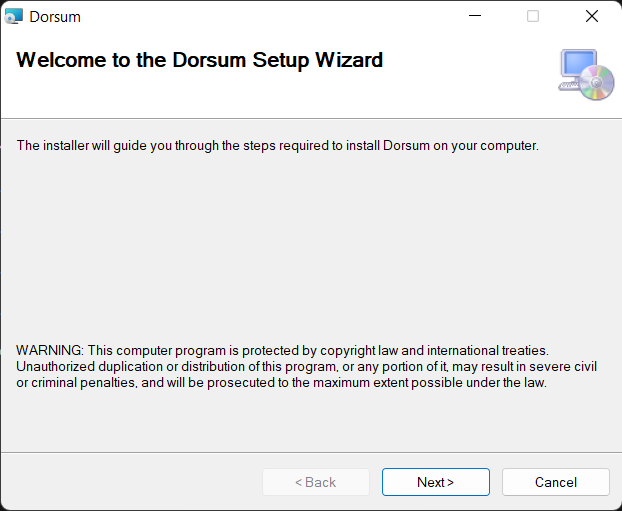 Dorsum
Welcome to the Dorsum Setup Wizard
The installer will guide you through the steps required to install Dorsum on your computer.
WARNING: This computer program is protected by copyright law and international treaties.
Unauthorized duplication or distribution of this program, or any portion of it, may result in severe civil
or criminal penalties, and will be prosecuted to the maximum extent possible under the law.
< Back
Next >
Cancel